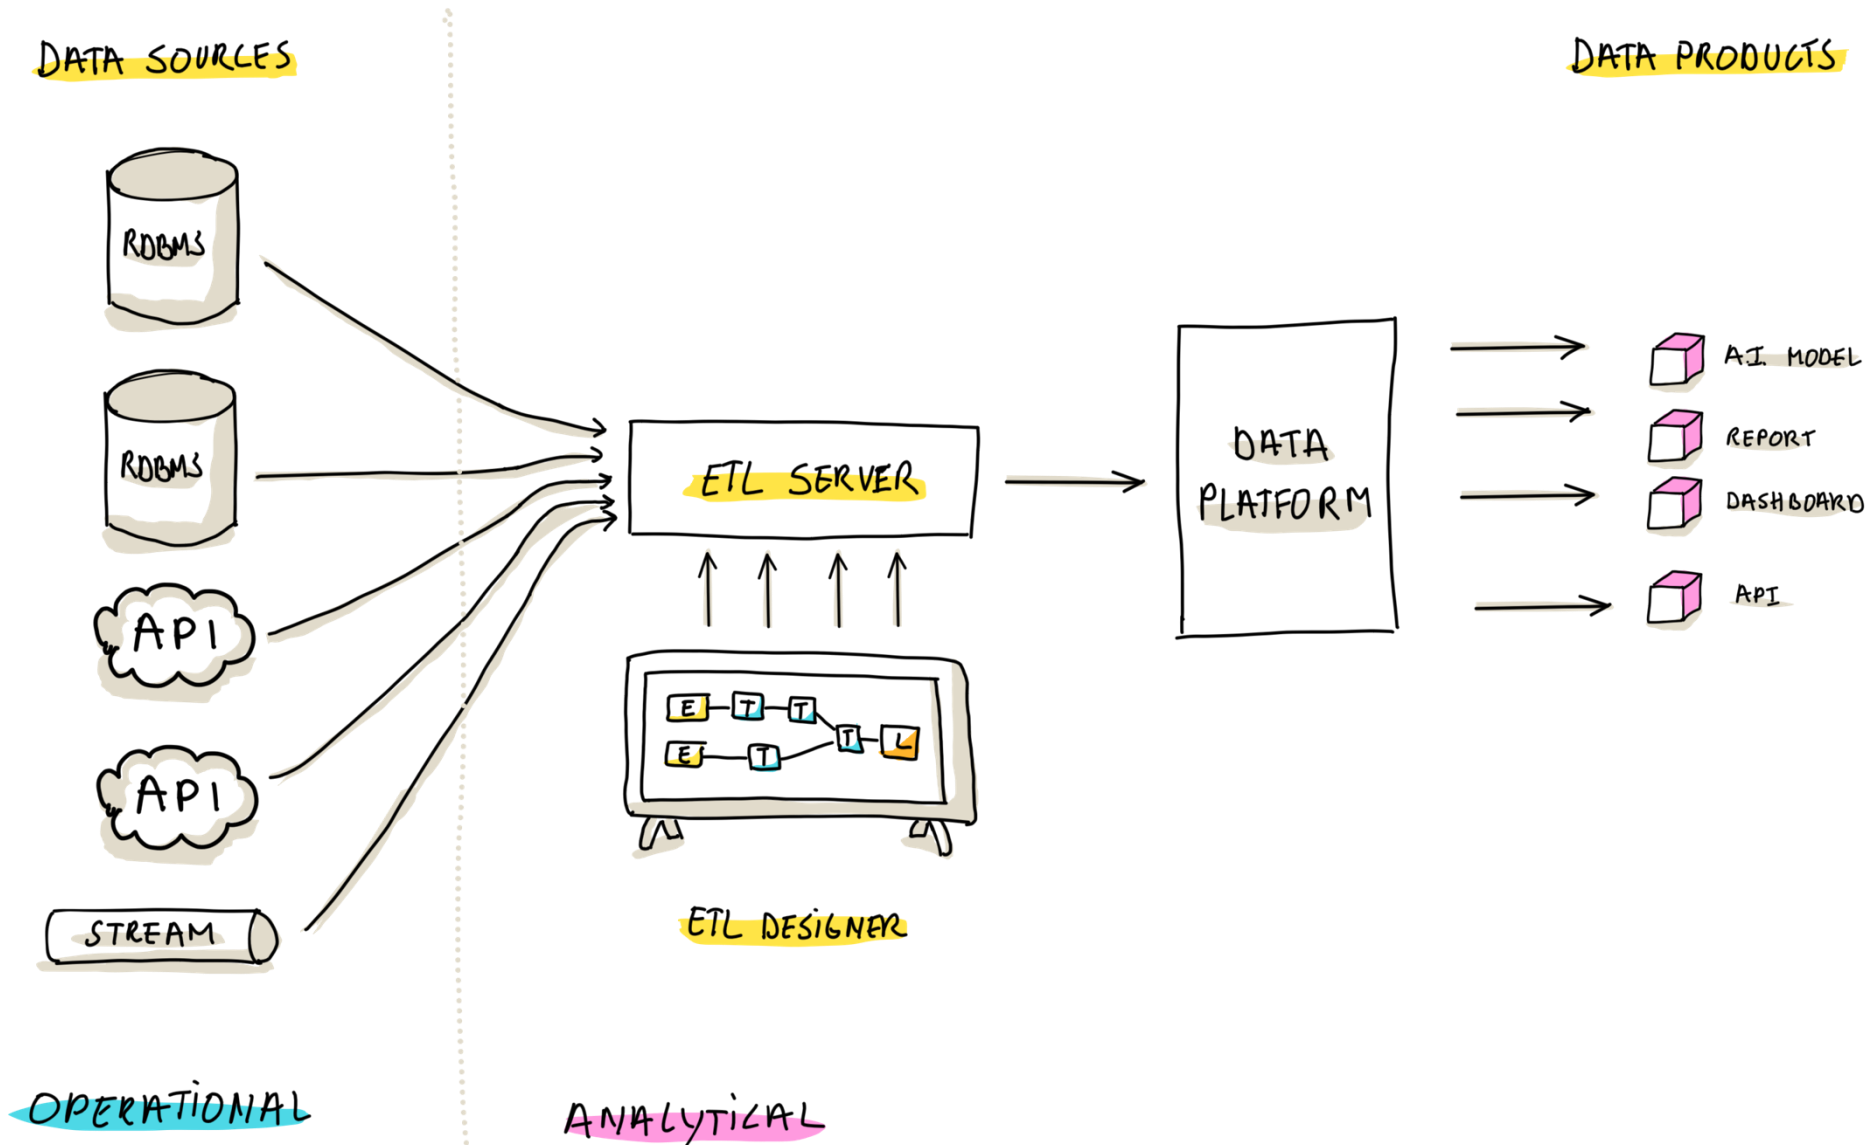 DATA SOURCES
DATA PRODUCTS
RDBMS
RDBMS
API
API
STREAM
ETL SERVER
E T T T L
E T
ETL DESiGNER
DATA
PLATFORM
A.I. MODEL
REPORT
DASHBOARD
API
OPERATiONAL
ANALYTiCAL